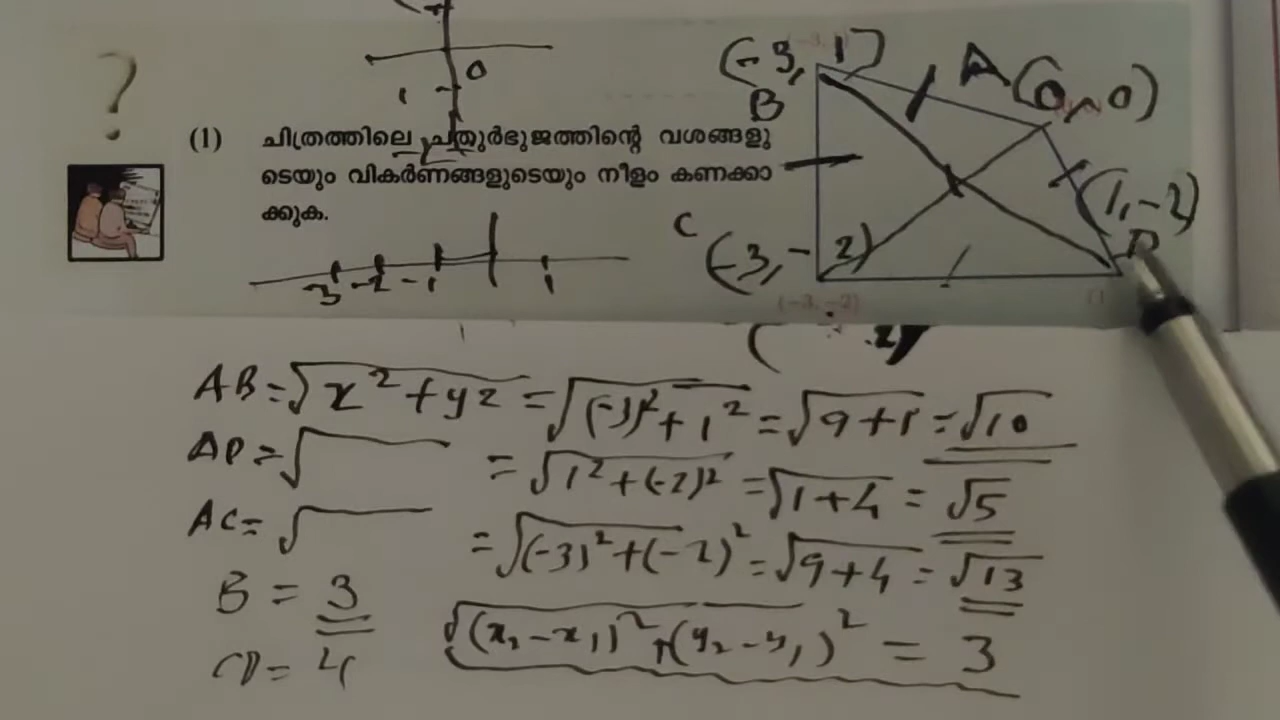 ?
0
1
(1) ചിത്രത്തിലെ ചതുർഭുജത്തിന്റെ വശങ്ങളു
ടെയും വികർണങ്ങളുടെയും നീളം കണക്കാ
ക്കുക.
-3 -2 -1 1
(-3, 1)
B
A (0, 0)
(1, -2)
D
C
(-3, -2)
(-3, -2)
AB = √x² + y2 = √(-3)² + 1² = √9+1 = √10
AD = √ = √1² + (-2)² = √1+4 = √5
AC = √ = √(-3)² + (-2)² = √9+4 = √13
B = 3
√(x₂ - x₁)² + (y₂ - y₁)² = 3
CD = 4